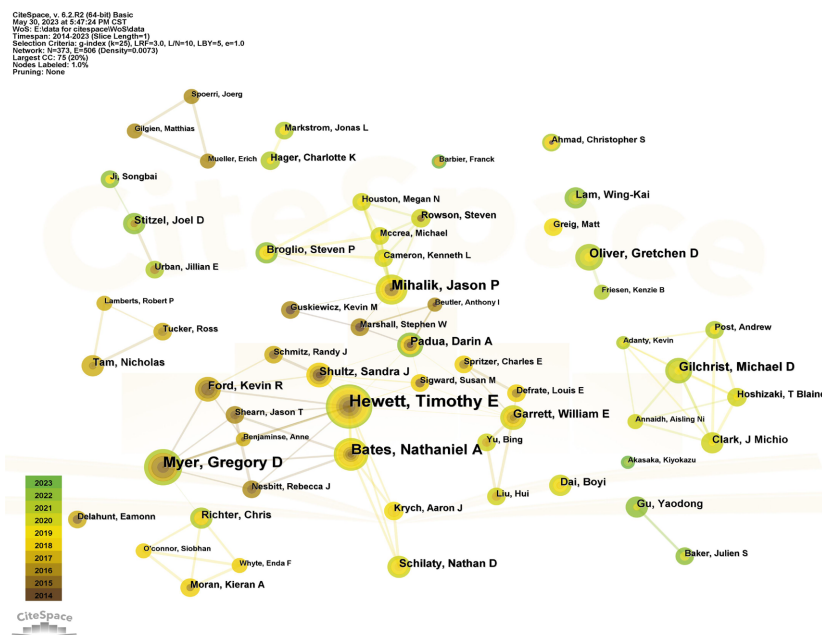 CiteSpace, v. 6.2.R2 (64-bit) Basic
May 30, 2023 at 5:47:24 PM CST
WoS: E:\data for citespace\WoS\data
Timespan: 2014-2023 (Slice Length=1)
Selection Criteria: g-index (k=25), LRF=3.0, L/N=10, LBY=5, e=1.0
Network: N=373, E=506 (Density=0.0073)
Largest CC: 75 (20%)
Nodes Labeled: 1.0%
Pruning: None
CiteSpace
Spoerri, Joerg
Gilgien, Matthias
Markstrom, Jonas L
Ahmad, Christopher S
Mueller, Erich
Hager, Charlotte K
Barbier, Franck
Ji, Songbai
Lam, Wing-Kai
Houston, Megan N
Rowson, Steven
Stitzel, Joel D
Greig, Matt
Mccrea, Michael
Broglio, Steven P
Cameron, Kenneth L
Oliver, Gretchen D
Urban, Jillian E
Mihalik, Jason P
Friesen, Kenzie B
Lamberts, Robert P
Guskiewicz, Kevin M
Beutler, Anthony I
Tucker, Ross
Marshall, Stephen W
Post, Andrew
Padua, Darin A
Adanty, Kevin
Schmitz, Randy J
Tam, Nicholas
Spritzer, Charles E
Shultz, Sandra J
Gilchrist, Michael D
Sigward, Susan M
Ford, Kevin R
Defrate, Louis E
Hoshizaki, T Blaine
Hewett, Timothy E
Shearn, Jason T
Garrett, William E
Annaidh, Aisling Ni
Benjaminse, Anne
Yu, Bing
Clark, J Michio
Bates, Nathaniel A
Myer, Gregory D
Akasaka, Kiyokazu
Nesbitt, Rebecca J
Dai, Boyi
Liu, Hui
Gu, Yaodong
Krych, Aaron J
Richter, Chris
Delahunt, Eamonn
O'connor, Siobhan
Baker, Julien S
Whyte, Enda F
Schilaty, Nathan D
Moran, Kieran A
2023
2022
2021
2020
2019
2018
2017
2016
2015
2014
CiteSpace